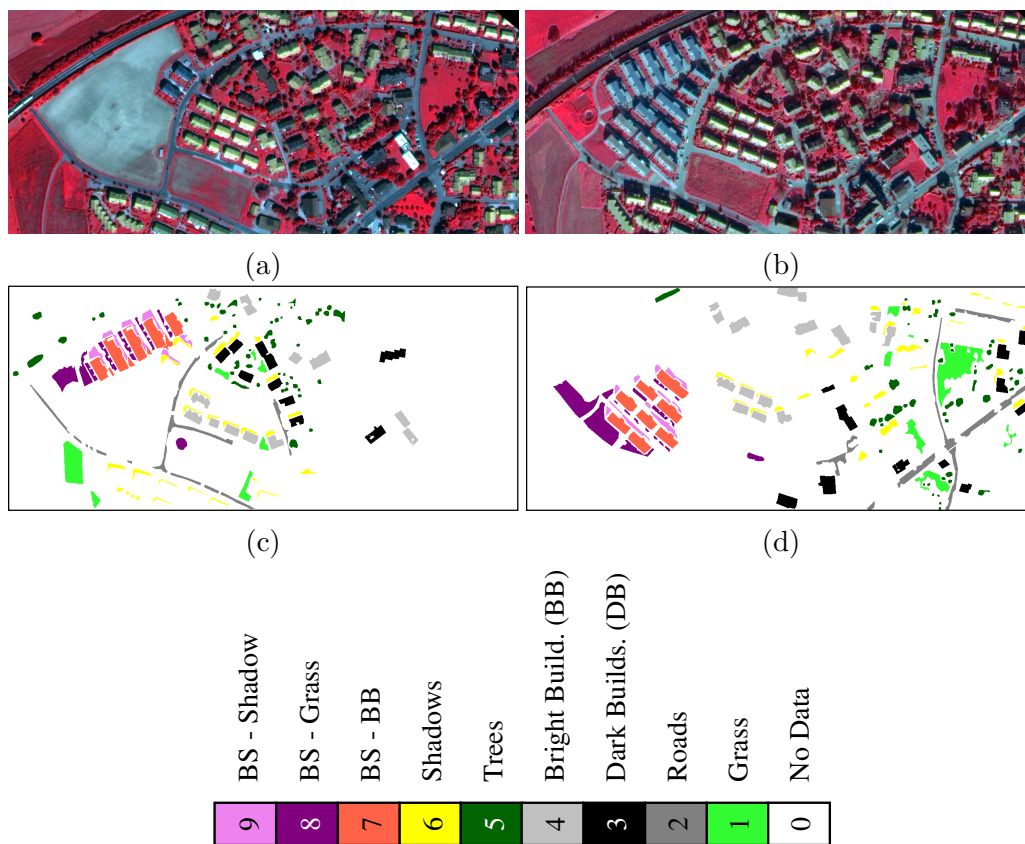 (a)
(b)
(c)
(d)
9 BS - Shadow
8 BS - Grass
7 BS - BB
6 Shadows
5 Trees
4 Bright Build. (BB)
3 Dark Builds. (DB)
2 Roads
1 Grass
0 No Data